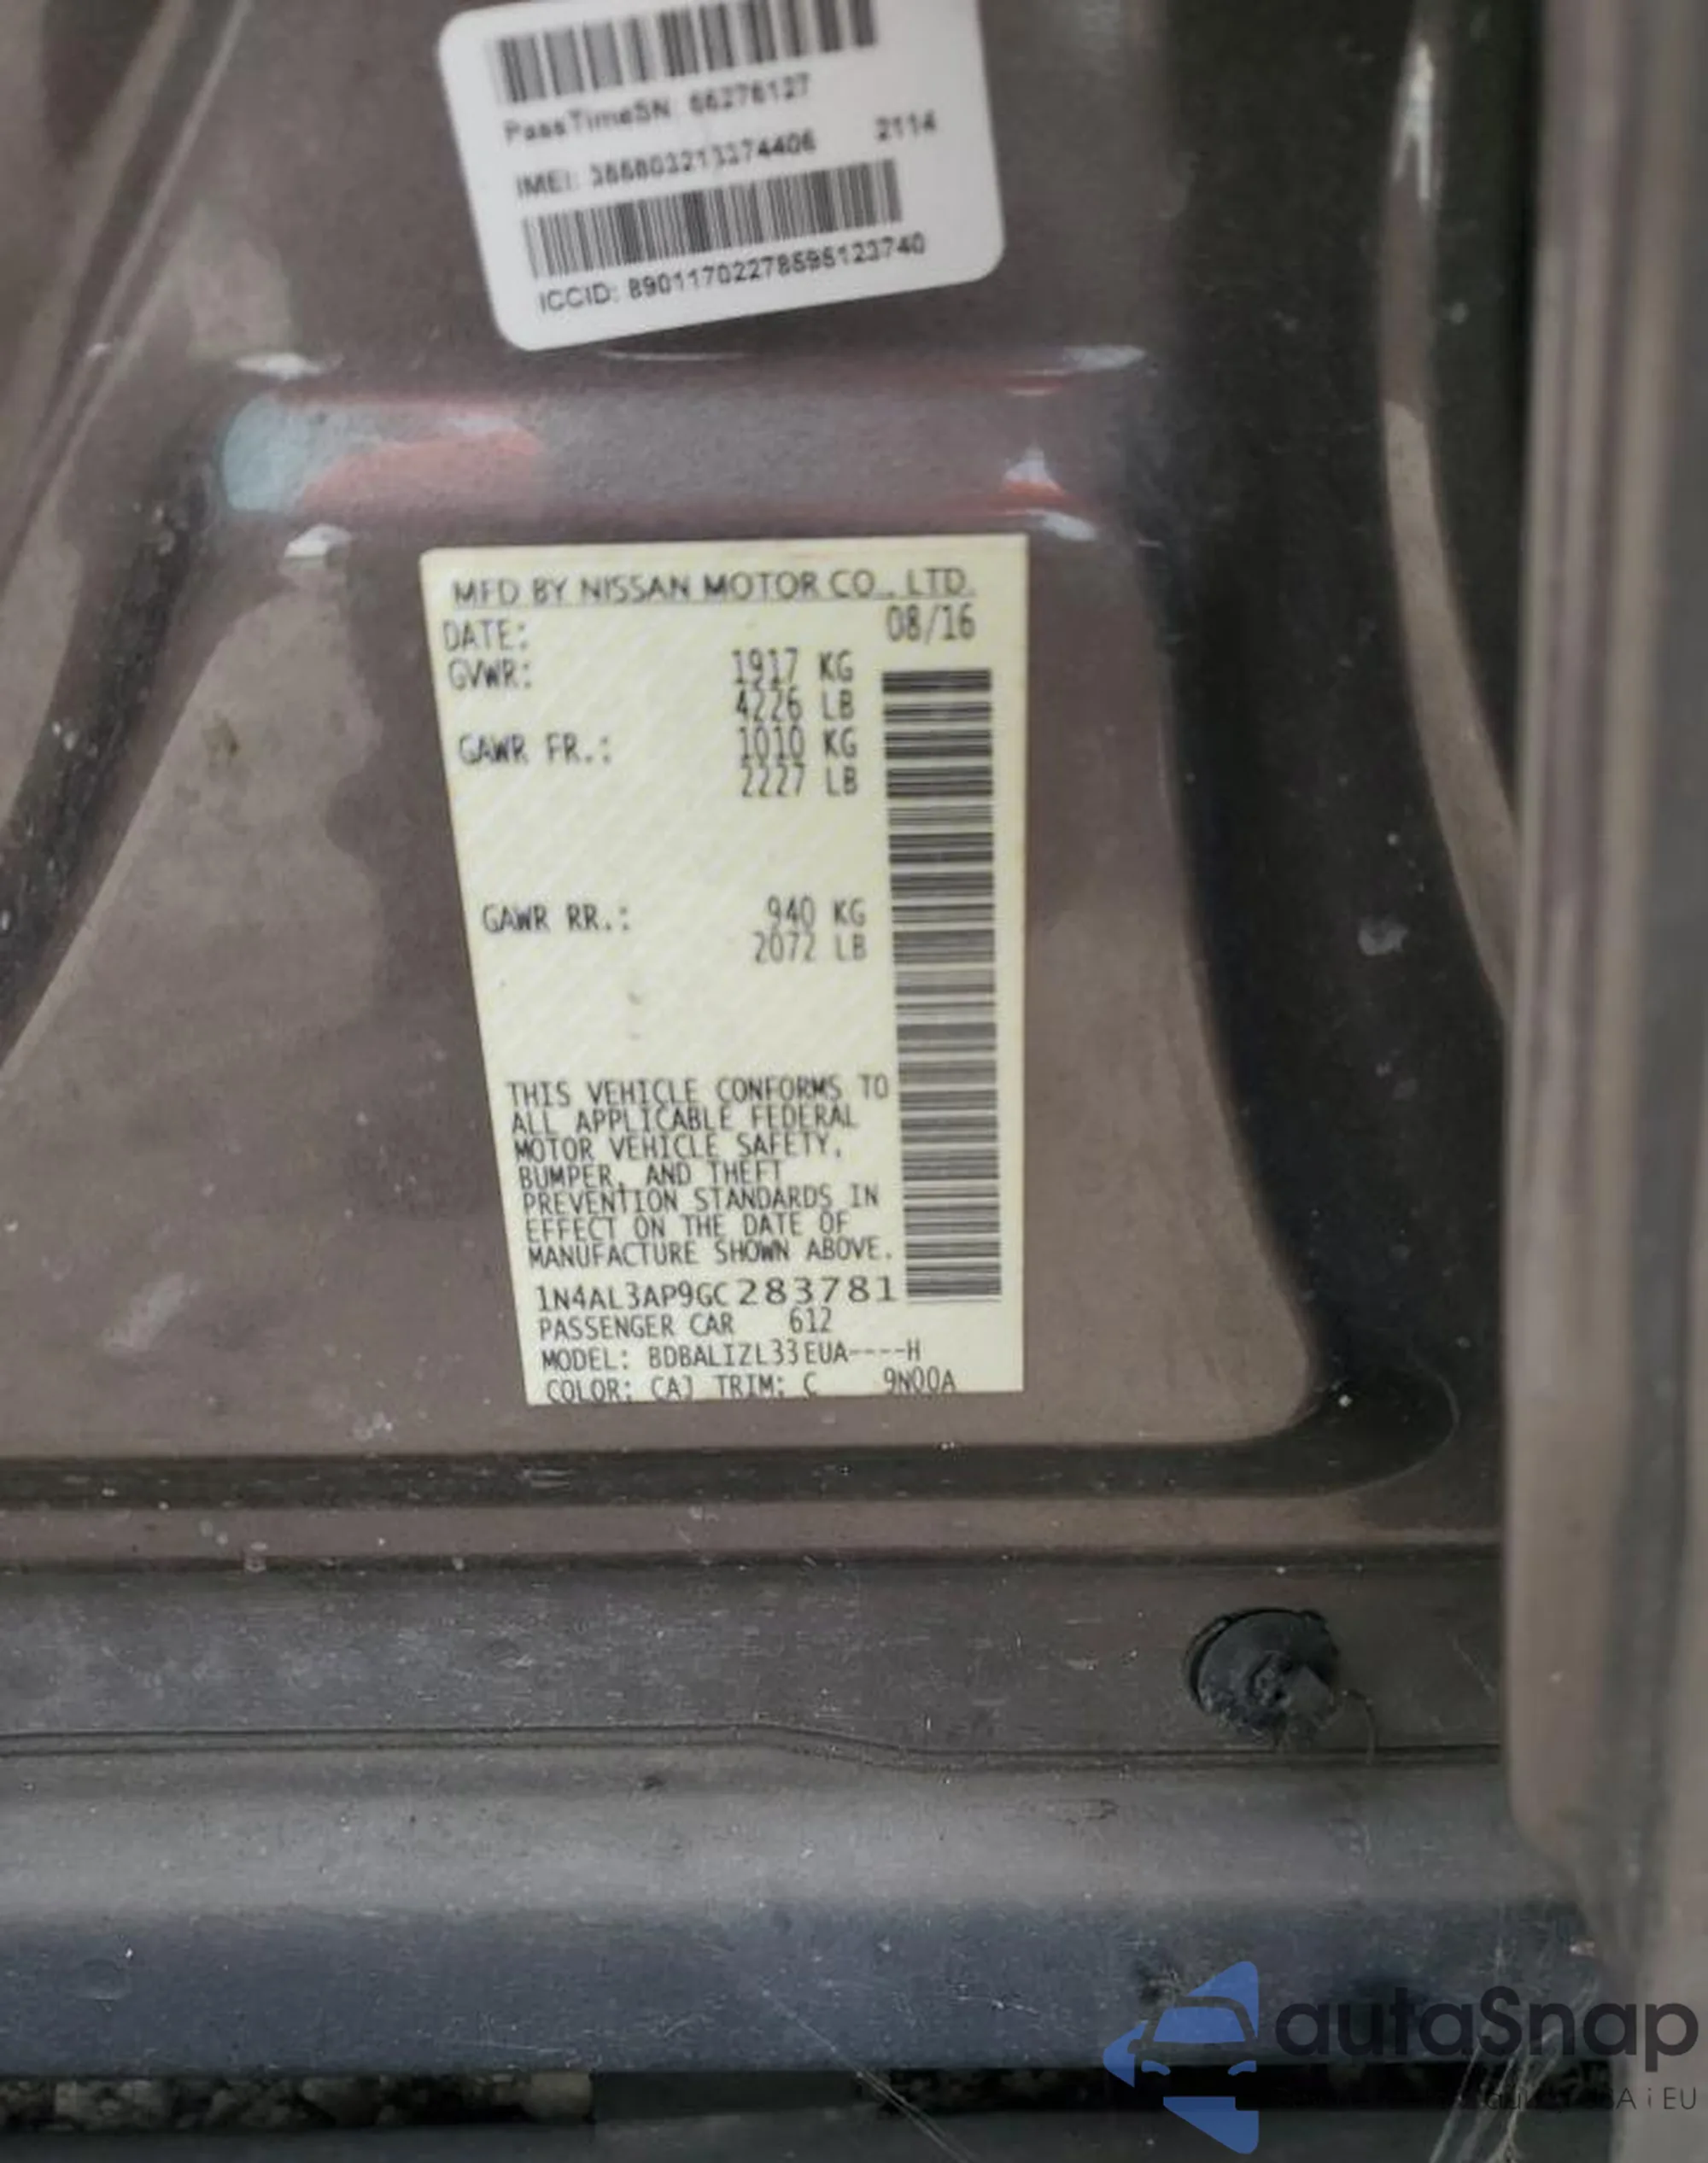 PassTimeSN: 66276127
IMEI: 356803213374406 2114
ICCID: 89011702278595123740
MFD BY NISSAN MOTOR CO., LTD.
DATE: 08/16
GVWR: 1917 KG
4226 LB
GAWR FR.: 1010 KG
2227 LB
GAWR RR.: 940 KG
2072 LB
THIS VEHICLE CONFORMS TO
ALL APPLICABLE FEDERAL
MOTOR VEHICLE SAFETY,
BUMPER, AND THEFT
PREVENTION STANDARDS IN
EFFECT ON THE DATE OF
MANUFACTURE SHOWN ABOVE.
1N4AL3AP9GC283781
PASSENGER CAR 612
MODEL: BDBALIZL33EUA----H
COLOR: CAJ TRIM: C 9N00A
autaSnap
i EU